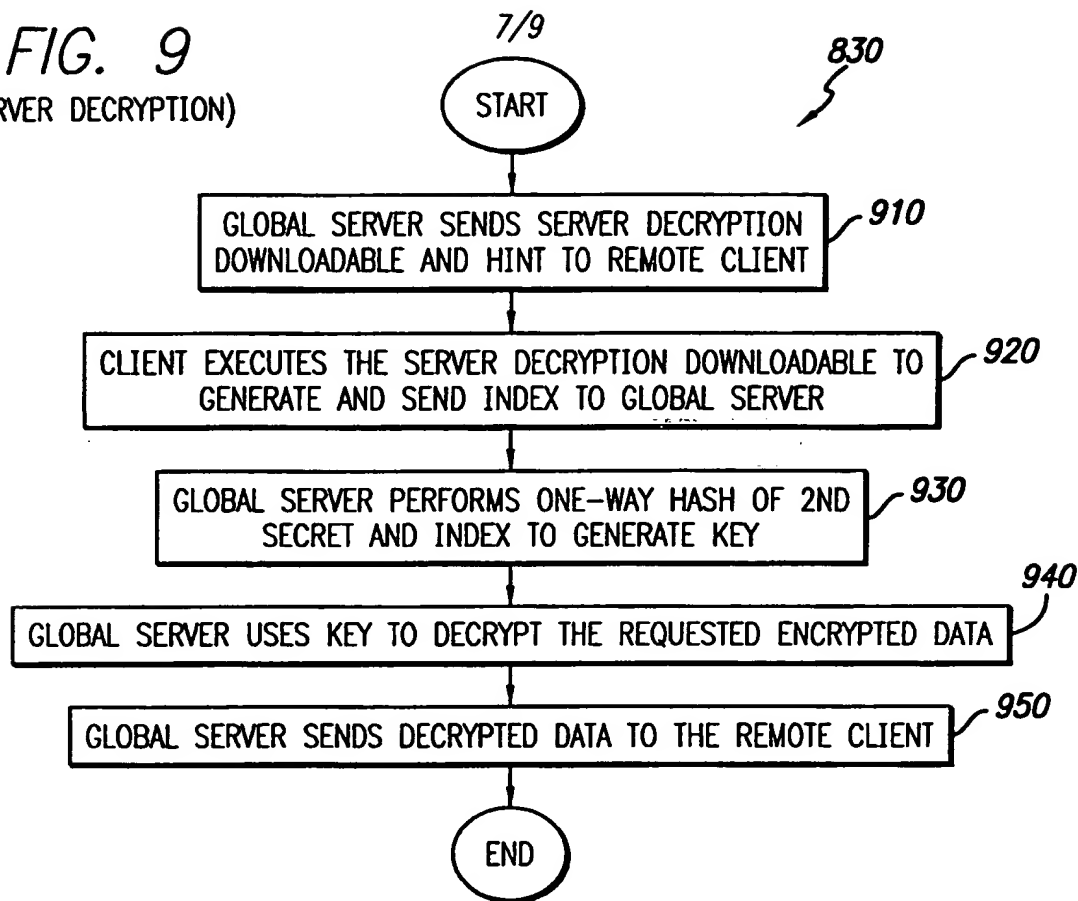 FIG. 9
7/9
830
RVER DECRYPTION)
START
GLOBAL SERVER SENDS SERVER DECRYPTION
DOWNLOADABLE AND HINT TO REMOTE CLIENT
910
CLIENT EXECUTES THE SERVER DECRYPTION DOWNLOADABLE TO
GENERATE AND SEND INDEX TO GLOBAL SERVER
920
GLOBAL SERVER PERFORMS ONE-WAY HASH OF 2ND
SECRET AND INDEX TO GENERATE KEY
930
940
GLOBAL SERVER USES KEY TO DECRYPT THE REQUESTED ENCRYPTED DATA
950
GLOBAL SERVER SENDS DECRYPTED DATA TO THE REMOTE CLIENT
END